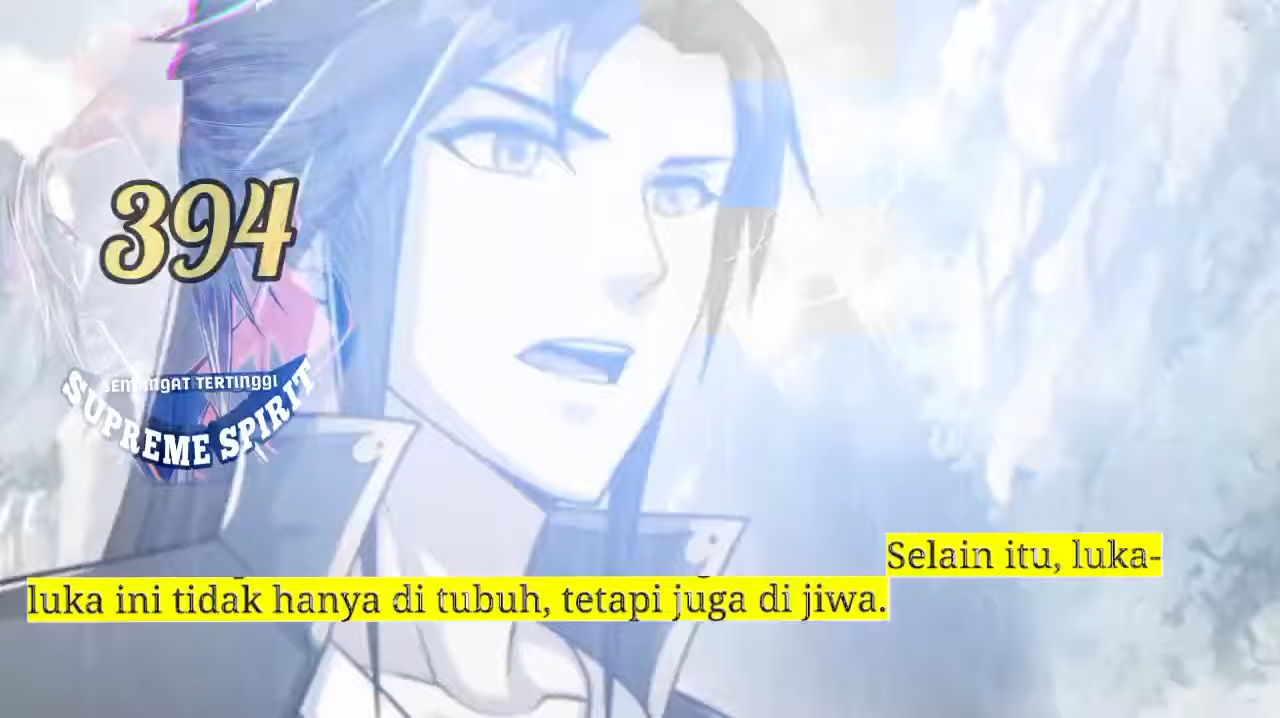 394
SEMANGAT TERTINGGI
SUPREME SPIRIT
Selain itu, luka-
luka ini tidak hanya di tubuh, tetapi juga di jiwa.